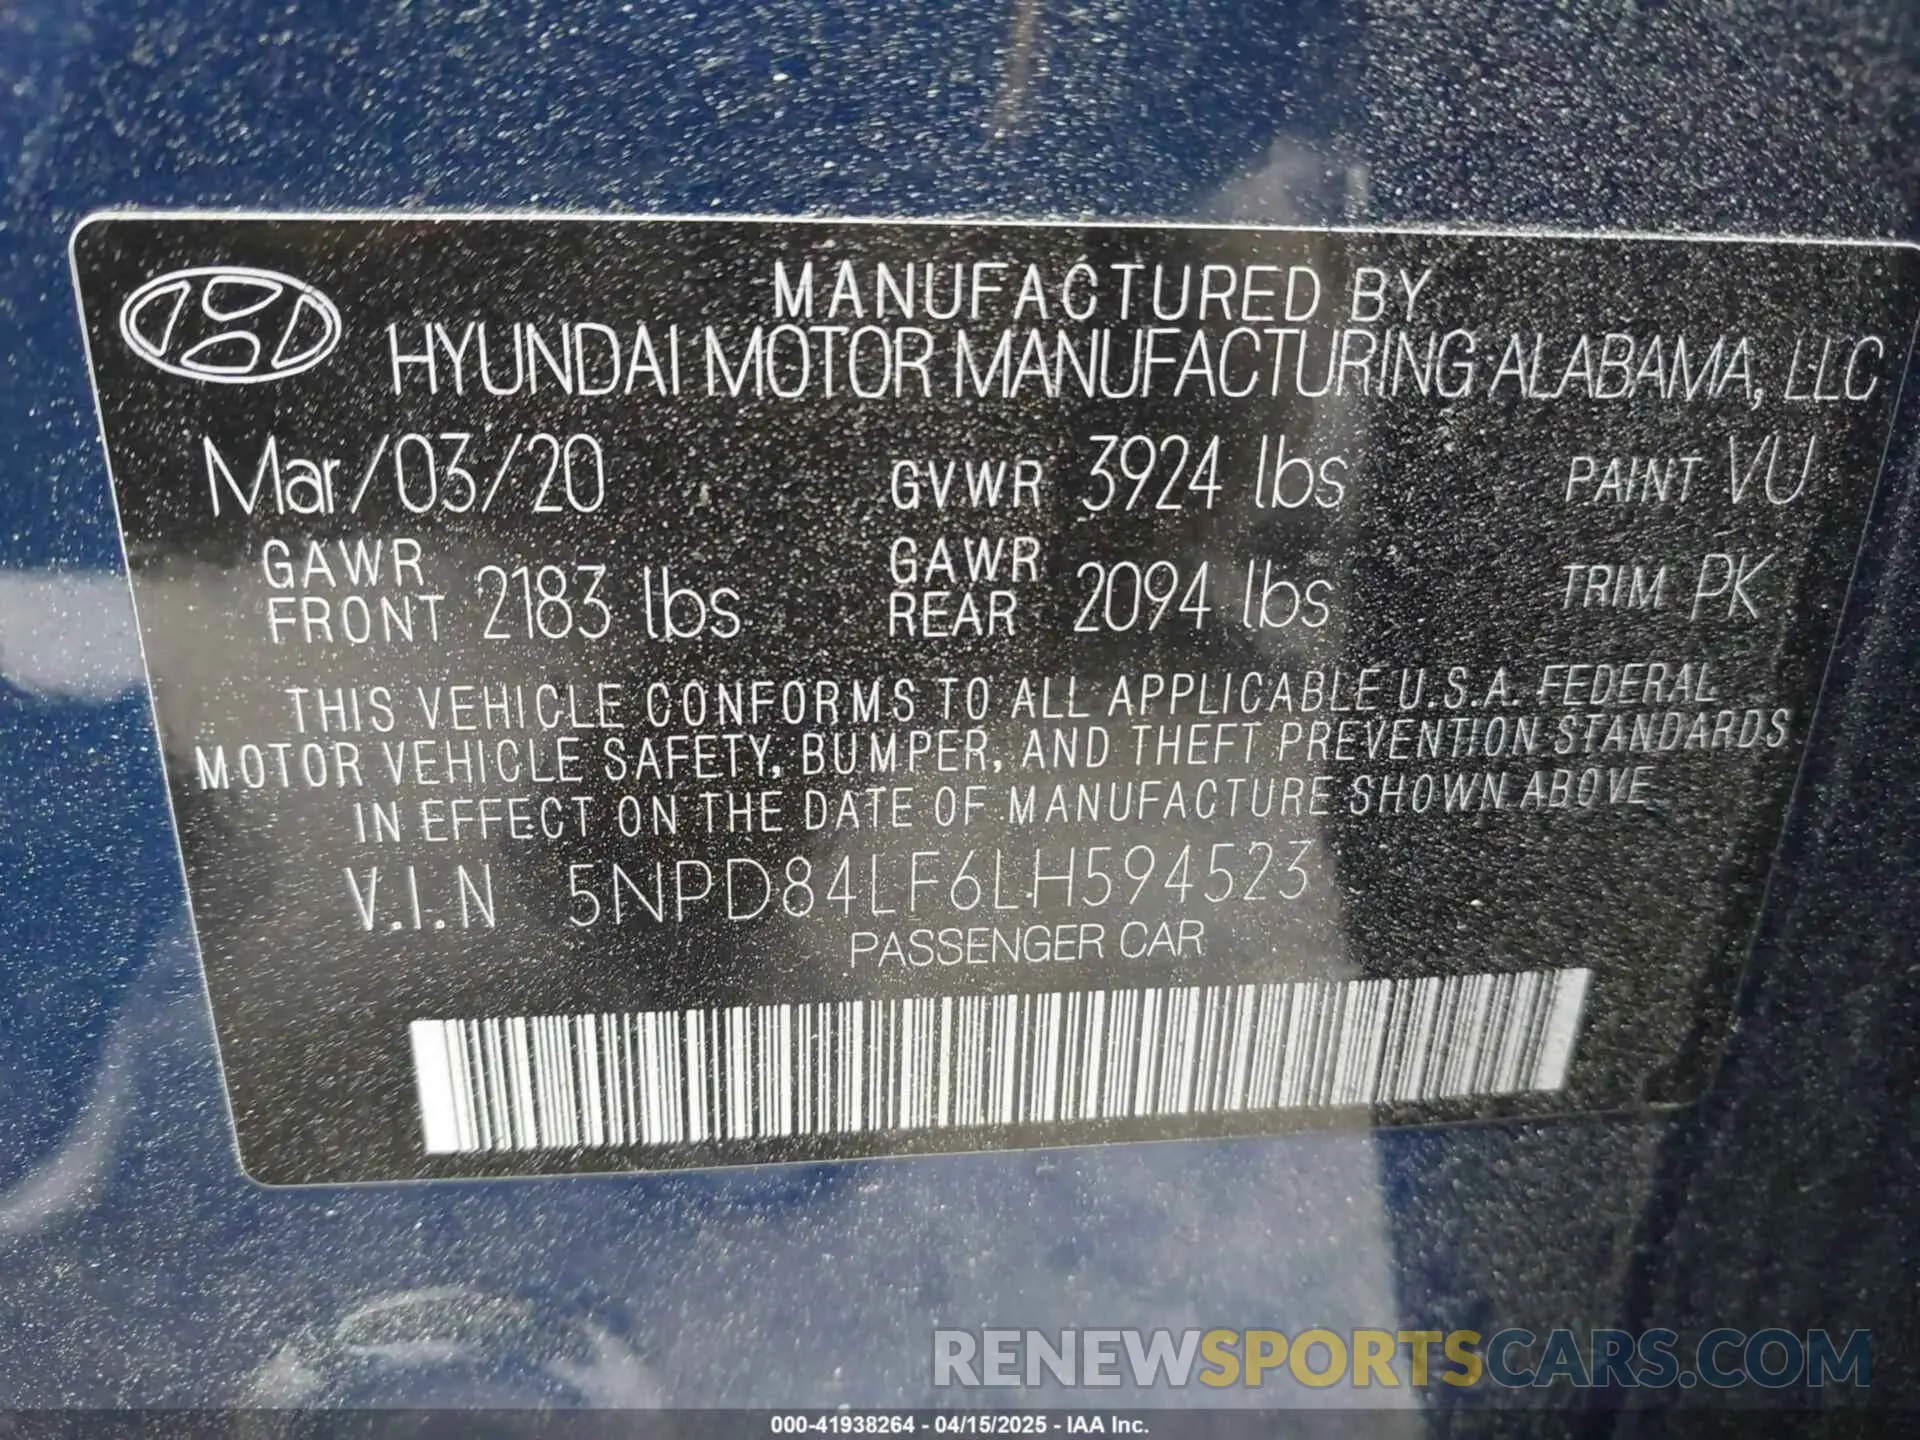 MANUFACTURED BY
HYUNDAI MOTOR MANUFACTURING ALABAMA, LLC
Mar/03/20 GVWR 3924 lbs PAINT VU
GAWR FRONT 2183 lbs GAWR REAR 2094 lbs TRIM PK
THIS VEHICLE CONFORMS TO ALL APPLICABLE U.S.A. FEDERAL
MOTOR VEHICLE SAFETY, BUMPER, AND THEFT PREVENTION STANDARDS
IN EFFECT ON THE DATE OF MANUFACTURE SHOWN ABOVE
V.I.N 5NPD84LF6LH594523
PASSENGER CAR
RENEWSPORTSCARS.COM
000-41938264 - 04/15/2025 - IAA Inc.